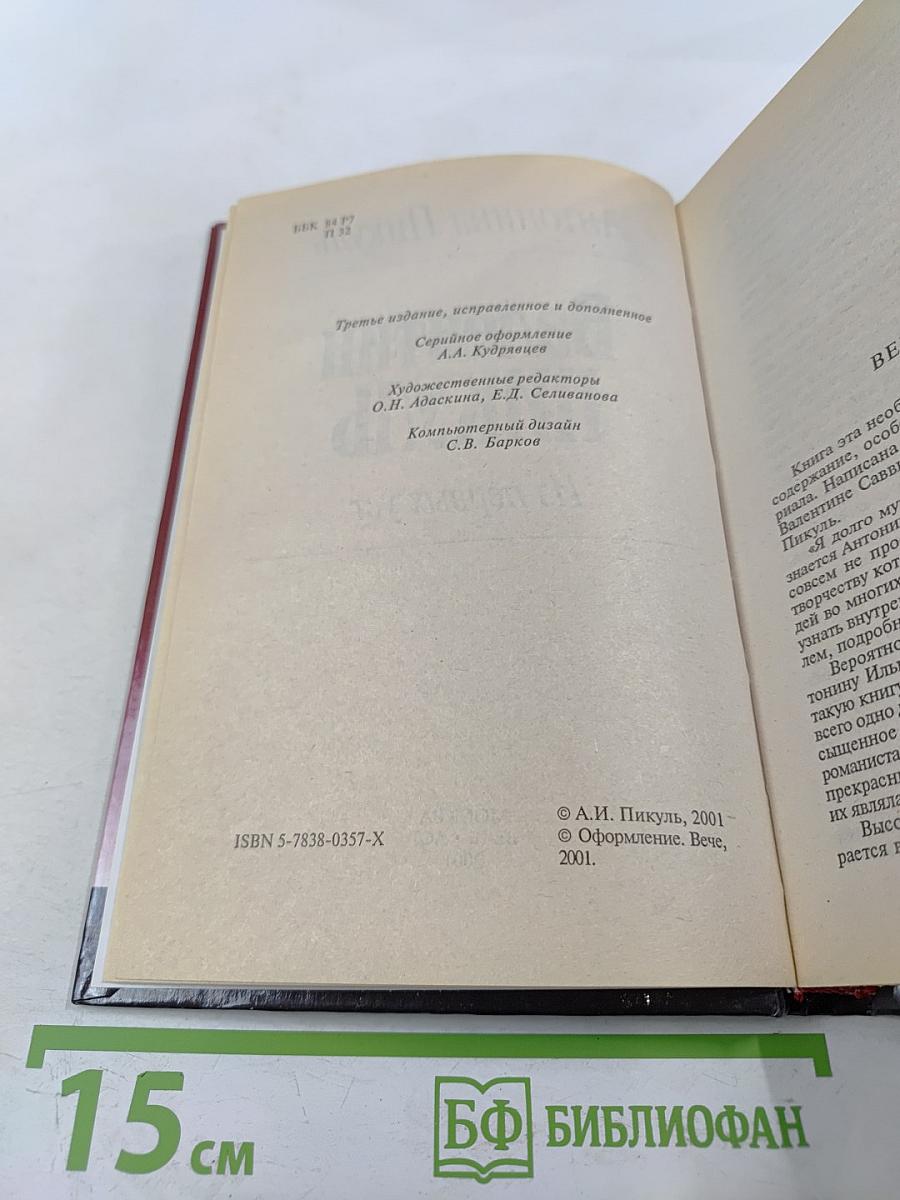 ББК 84 Р7
П 32
Третье издание, исправленное и дополненное
Серийное оформление
А.А. Кудрявцев
Художественные редакторы
О.Н. Адаскина, Е.Д. Селиванова
Компьютерный дизайн
С.В. Барков
ISBN 5-7838-0357-X
© А.И. Пикуль, 2001
© Оформление. Вече,
2001.
ВЕ
Книга эта необ
содержание, особ
риала. Написана
Валентине Савв
Пикуль.
«Я долго му
знается Антони
совсем не про
творчеству кот
дей во многих
узнать внутре
лем, подробн
Вероятно
тонину Иль
такую книгу
всего одно
сыщенное
романиста
прекрасн
их являла
Высо
рается в
15 см
БФ БИБЛИОФАН